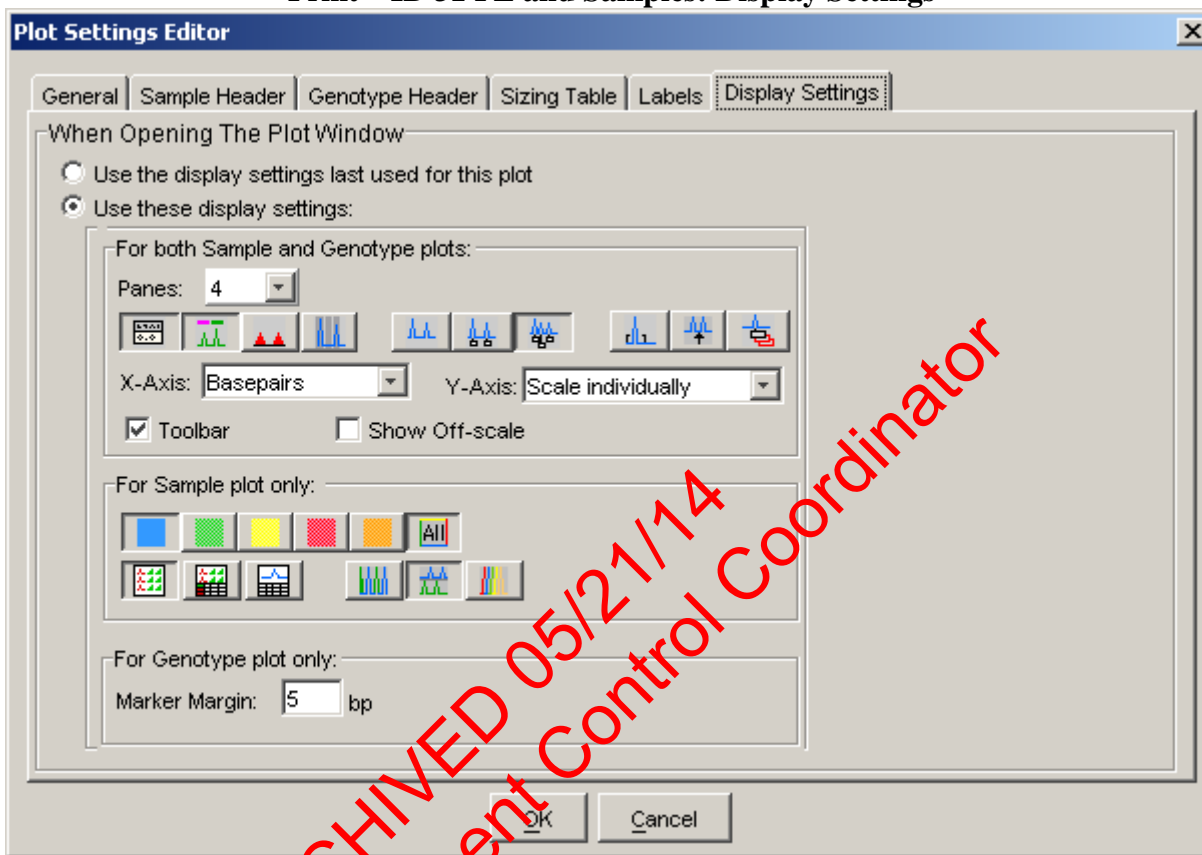 Plot Settings Editor
General Sample Header Genotype Header Sizing Table Labels Display Settings
When Opening The Plot Window
Use the display settings last used for this plot
Use these display settings:
For both Sample and Genotype plots:
Panes: 4
X-Axis: Basepairs Y-Axis: Scale individually
Toolbar Show Off-scale
For Sample plot only:
All
For Genotype plot only:
Marker Margin: 5 bp
OK Cancel
CHIVED 05/21/14
ent Control Coordinator